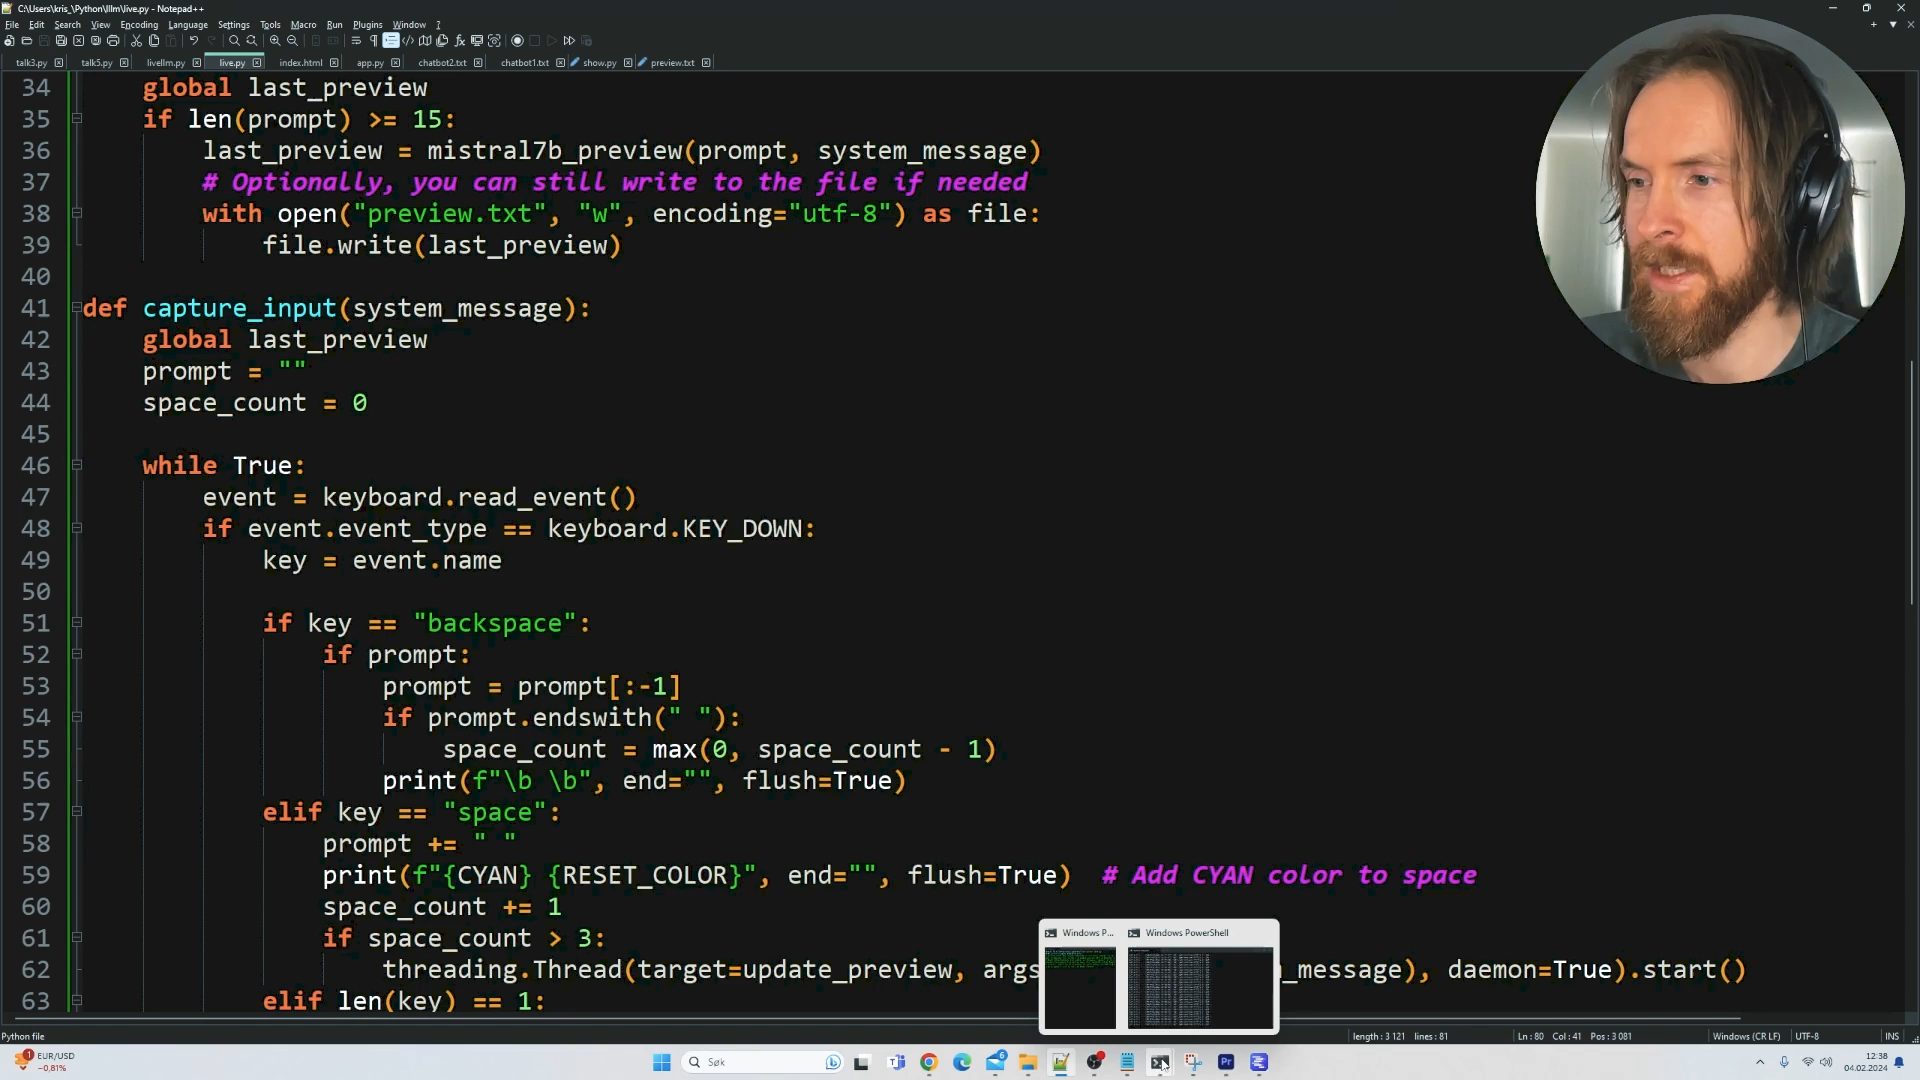 C:\Users\kris_\Python\lllm\live.py - Notepad++
File Edit Search View Encoding Language Settings Tools Macro Run Plugins Window ?
talk3.py talk5.py livellm.py live.py index.html app.py chatbot2.txt chatbot1.txt show.py preview.txt
34 global last_preview
35 if len(prompt) >= 15:
36 last_preview = mistral7b_preview(prompt, system_message)
37 # Optionally, you can still write to the file if needed
38 with open("preview.txt", "w", encoding="utf-8") as file:
39 file.write(last_preview)
40
41 def capture_input(system_message):
42 global last_preview
43 prompt = ""
44 space_count = 0
45
46 while True:
47 event = keyboard.read_event()
48 if event.event_type == keyboard.KEY_DOWN:
49 key = event.name
50
51 if key == "backspace":
52 if prompt:
53 prompt = prompt[:-1]
54 if prompt.endswith(" "):
55 space_count = max(0, space_count - 1)
56 print(f"\b \b", end="", flush=True)
57 elif key == "space":
58 prompt += " "
59 print(f"{CYAN} {RESET_COLOR}", end="", flush=True) # Add CYAN color to space
60 space_count += 1
61 if space_count > 3:
62 threading.Thread(target=update_preview, args _message), daemon=True).start()
63 elif len(key) == 1:
Windows P... Windows PowerShell
Python file length : 3 121 lines : 81 Ln : 80 Col : 41 Pos : 3 081 Windows (CR LF) UTF-8 INS
EUR/USD
-0,81%
Søk
12:38
04.02.2024